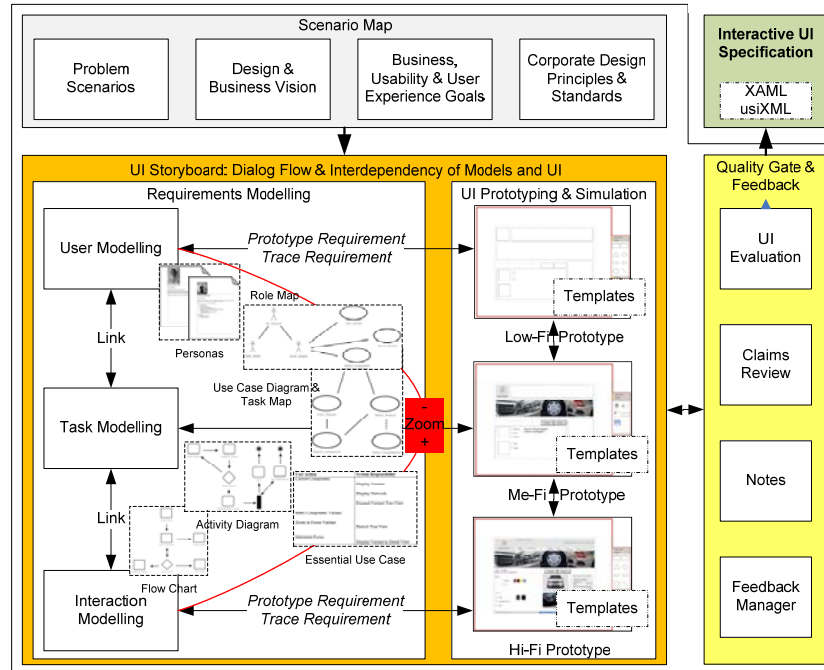 Scenario Map
Problem
Scenarios
Design &
Business Vision
Business,
Usability & User
Experience Goals
Corporate Design
Principles &
Standards
Interactive UI
Specification
XAML
usiXML
UI Storyboard: Dialog Flow & Interdependency of Models and UI
Requirements Modelling
User Modelling
Prototype Requirement
Trace Requirement
Personas
Role Map
Link
Use Case Diagram &
Task Map
Task Modelling
-
Zoom
+
Activity Diagram
Essential Use Case
Link
Flow Chart
Interaction
Modelling
Prototype Requirement
Trace Requirement
UI Prototyping & Simulation
Templates
Low-Fi Prototype
Templates
Me-Fi Prototype
Templates
Hi-Fi Prototype
Quality Gate &
Feedback
UI
Evaluation
Claims
Review
Notes
Feedback
Manager